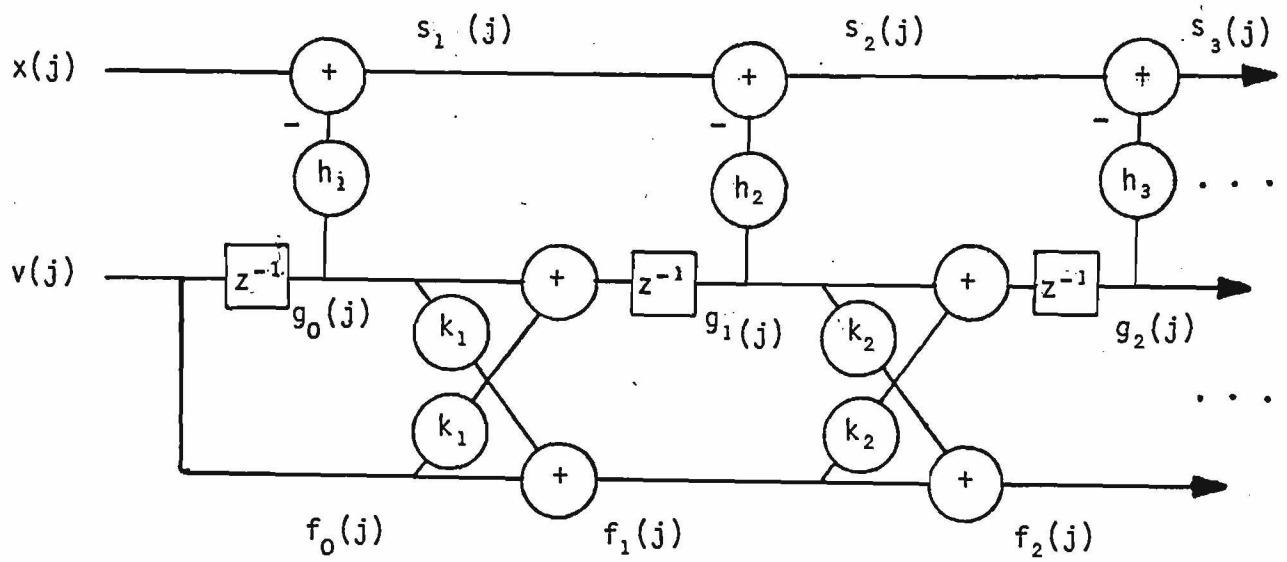 s₁ (j) s₂(j) s₃(j)
x(j) + + +
− − −
h₁ h₂ h₃ . . .
v(j) z⁻¹ + z⁻¹ + z⁻¹
g₀(j) k₁ g₁(j) k₂ g₂(j)
k₁ k₂ . . .
+ +
f₀(j) f₁(j) f₂(j)